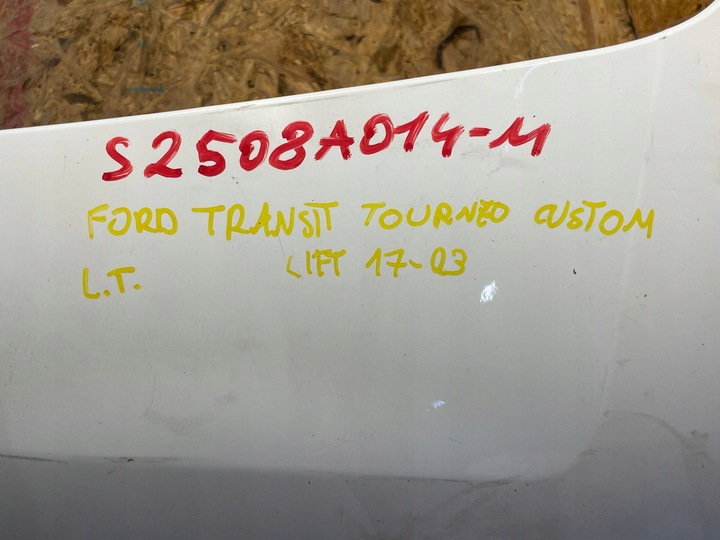 S2508A014-M
FORD TRANSIT TOURNEO CUSTOM
L.T. LIFT 17-23